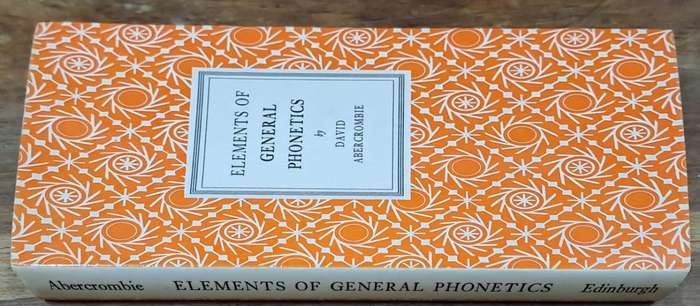 ELEMENTS OF
GENERAL
PHONETICS
by
DAVID
ABERCROMBIE
Abercrombie ELEMENTS OF GENERAL PHONETICS Edinburgh